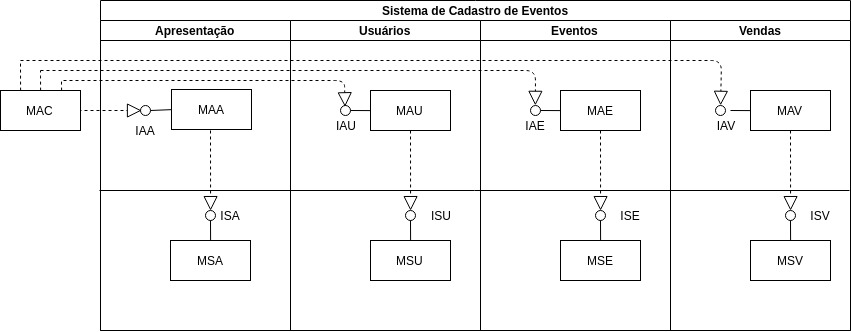 Sistema de Cadastro de Eventos
Apresentação
Usuários
Eventos
Vendas
MAC
MAA
MAU
MAE
MAV
IAA
IAU
IAE
IAV
ISA
ISU
ISE
ISV
MSA
MSU
MSE
MSV